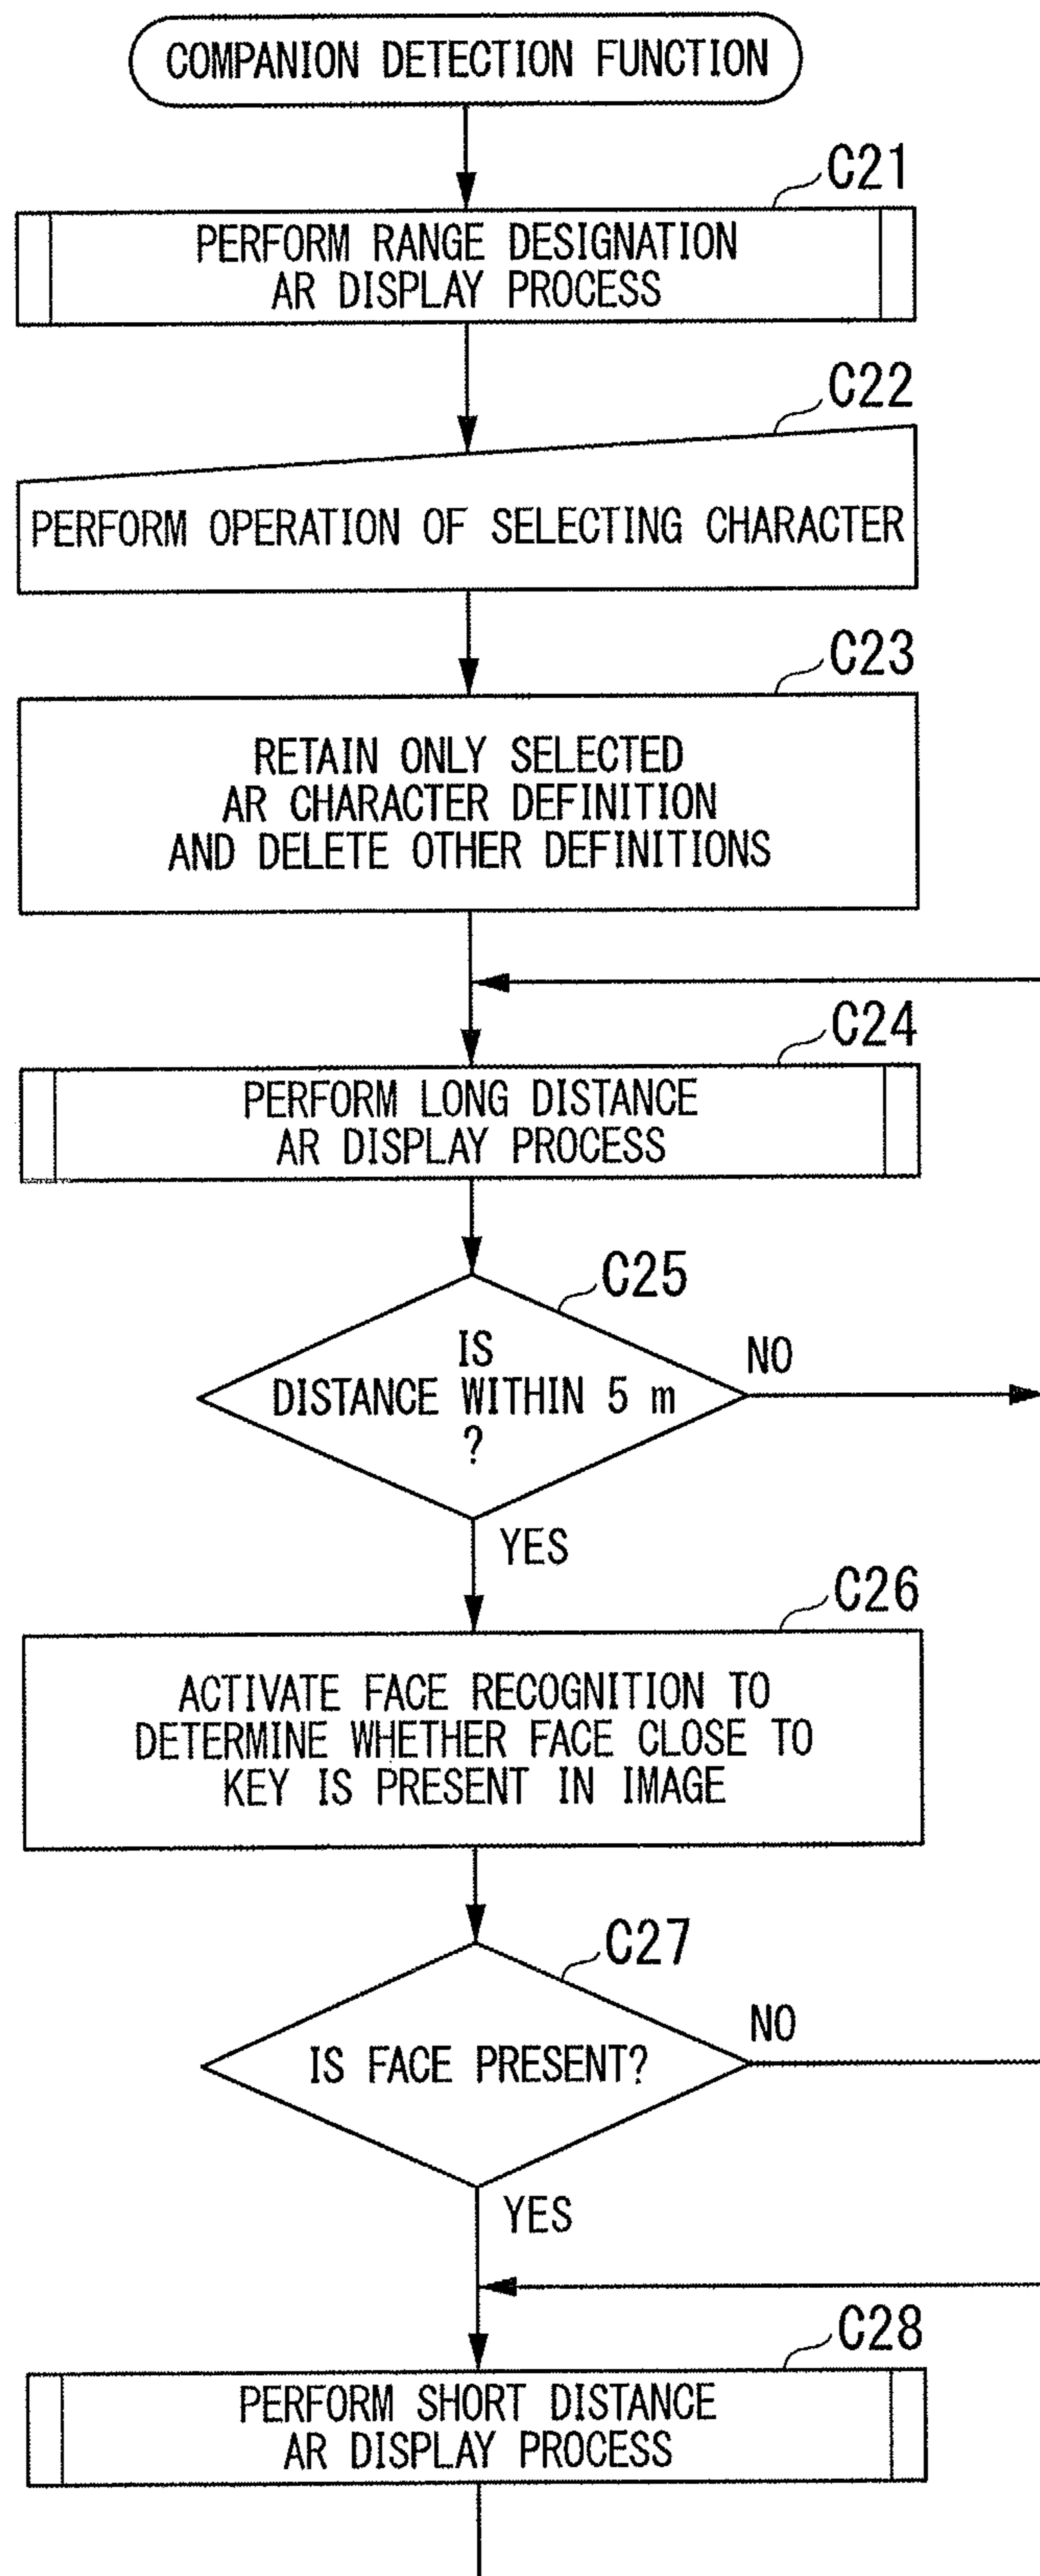 COMPANION DETECTION FUNCTION
C21
PERFORM RANGE DESIGNATION
AR DISPLAY PROCESS
C22
PERFORM OPERATION OF SELECTING CHARACTER
C23
RETAIN ONLY SELECTED
AR CHARACTER DEFINITION
AND DELETE OTHER DEFINITIONS
C24
PERFORM LONG DISTANCE
AR DISPLAY PROCESS
C25
IS
DISTANCE WITHIN 5 m
?
NO
YES
C26
ACTIVATE FACE RECOGNITION TO
DETERMINE WHETHER FACE CLOSE TO
KEY IS PRESENT IN IMAGE
C27
IS FACE PRESENT?
NO
YES
C28
PERFORM SHORT DISTANCE
AR DISPLAY PROCESS